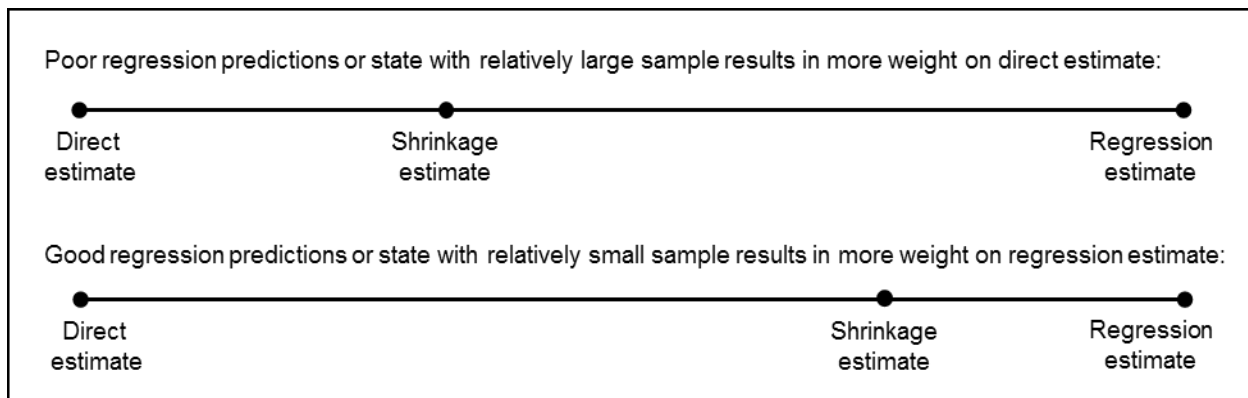 Poor regression predictions or state with relatively large sample results in more weight on direct estimate:
Direct estimate
Shrinkage estimate
Regression estimate
Good regression predictions or state with relatively small sample results in more weight on regression estimate:
Direct estimate
Shrinkage estimate
Regression estimate